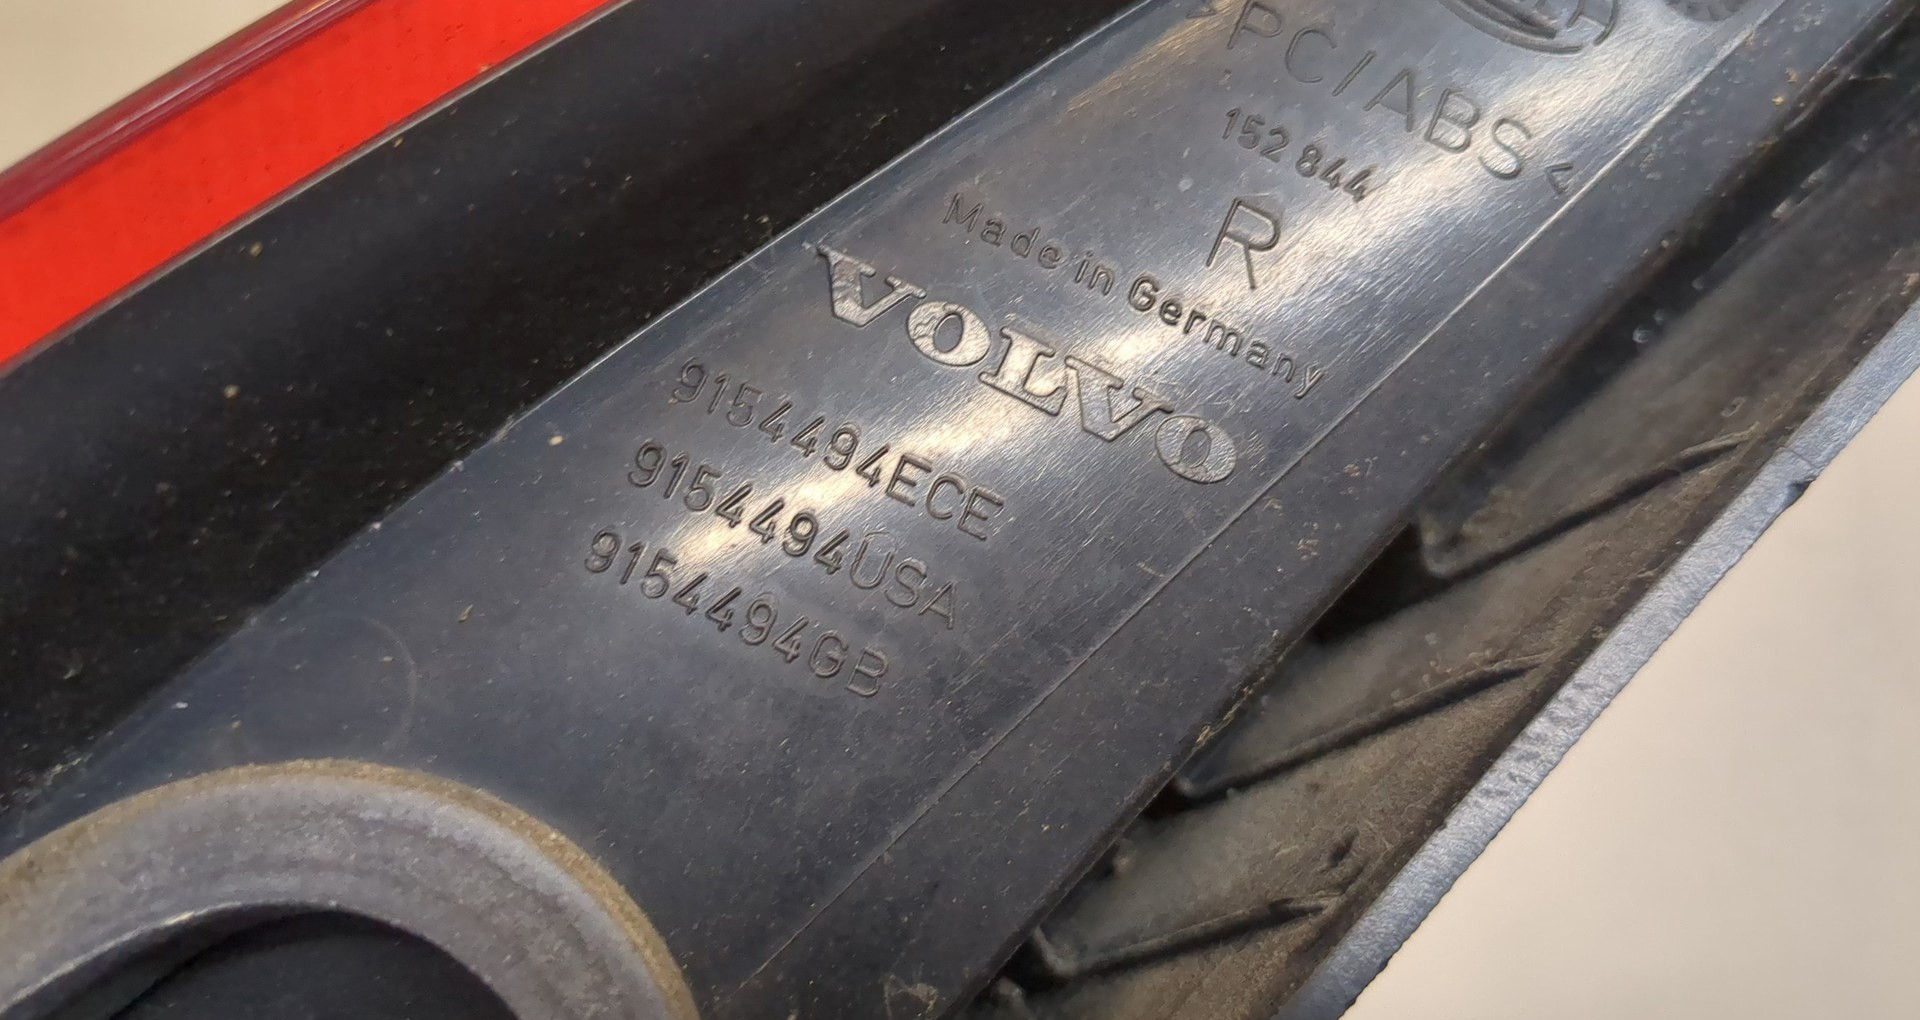 >PC/ABS<
152 844
R
Made in Germany
VOLVO
9154494ECE
9154494USA
9154494GB